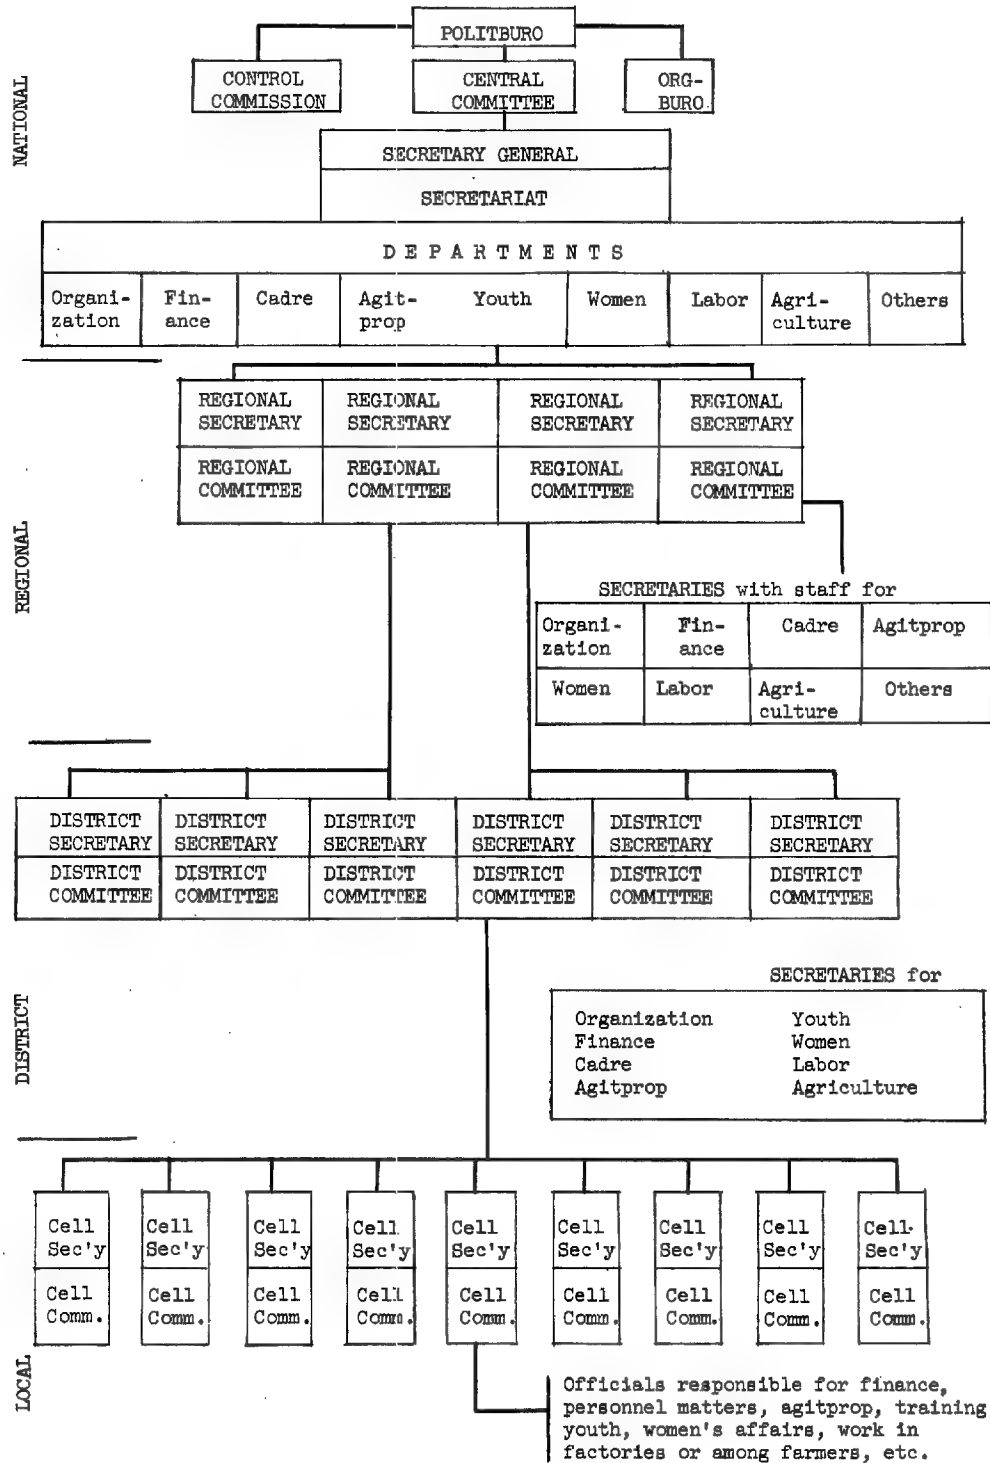 POLITBURO
CONTROL
COMMISSION
CENTRAL
COMMITTEE
ORG-
BURO
NATIONAL
SECRETARY GENERAL
SECRETARIAT
DEPARTMENTS
Organi-
zation
Fin-
ance
Cadre
Agit-
prop
Youth
Women
Labor
Agri-
culture
Others
REGIONAL
SECRETARY
REGIONAL
SECRETARY
REGIONAL
SECRETARY
REGIONAL
SECRETARY
REGIONAL
COMMITTEE
REGIONAL
COMMITTEE
REGIONAL
COMMITTEE
REGIONAL
COMMITTEE
REGIONAL
SECRETARIES with staff for
Organi-
zation
Fin-
ance
Cadre
Agitprop
Women
Labor
Agri-
culture
Others
DISTRICT
SECRETARY
DISTRICT
SECRETARY
DISTRICT
SECRETARY
DISTRICT
SECRETARY
DISTRICT
SECRETARY
DISTRICT
SECRETARY
DISTRICT
COMMITTEE
DISTRICT
COMMITTEE
DISTRICT
COMMITTEE
DISTRICT
COMMITTEE
DISTRICT
COMMITTEE
DISTRICT
COMMITTEE
DISTRICT
SECRETARIES for
Organization
Finance
Cadre
Agitprop
Youth
Women
Labor
Agriculture
Cell
Sec'y
Cell
Sec'y
Cell
Sec'y
Cell
Sec'y
Cell
Sec'y
Cell
Sec'y
Cell
Sec'y
Cell
Sec'y
Cell
Sec'y
Cell
Comm.
Cell
Comm.
Cell
Comm.
Cell
Comm.
Cell
Comm.
Cell
Comm.
Cell
Comm.
Cell
Comm.
Cell
Comm.
LOCAL
Officials responsible for finance,
personnel matters, agitprop, training
youth, women's affairs, work in
factories or among farmers, etc.